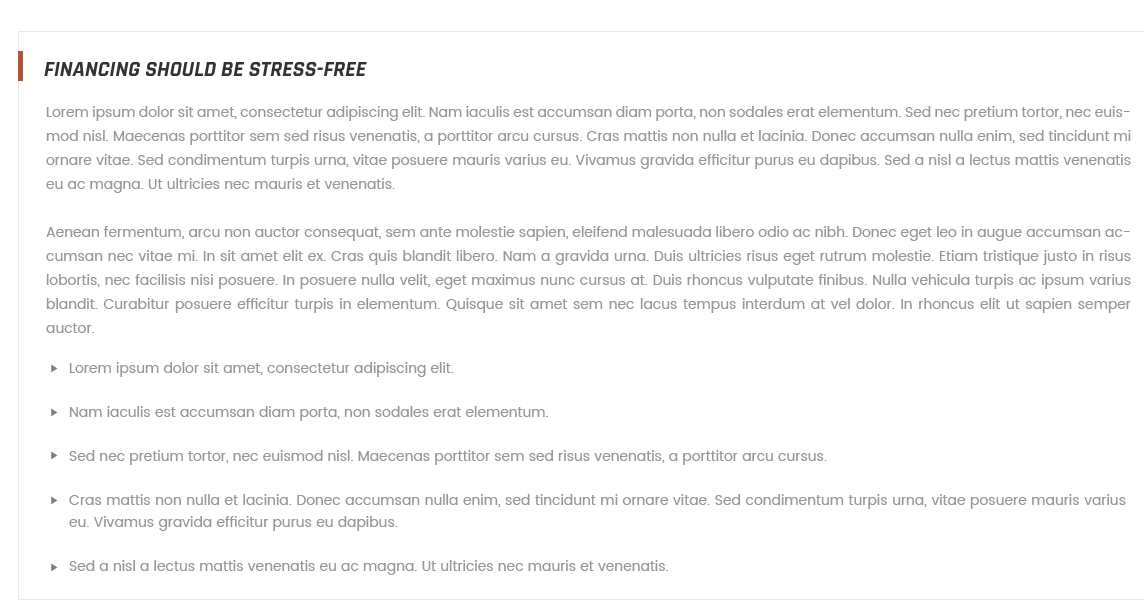 FINANCING SHOULD BE STRESS-FREE
Lorem ipsum dolor sit amet, consectetur adipiscing elit. Nam iaculis est accumsan diam porta, non sodales erat elementum. Sed nec pretium tortor, nec euis-
mod nisl. Maecenas porttitor sem sed risus venenatis, a porttitor arcu cursus. Cras mattis non nulla et lacinia. Donec accumsan nulla enim, sed tincidunt mi
ornare vitae. Sed condimentum turpis urna, vitae posuere mauris varius eu. Vivamus gravida efficitur purus eu dapibus. Sed a nisl a lectus mattis venenatis
eu ac magna. Ut ultricies nec mauris et venenatis.
Aenean fermentum, arcu non auctor consequat, sem ante molestie sapien, eleifend malesuada libero odio ac nibh. Donec eget leo in augue accumsan ac-
cumsan nec vitae mi. In sit amet elit ex. Cras quis blandit libero. Nam a gravida urna. Duis ultricies risus eget rutrum molestie. Etiam tristique justo in risus
lobortis, nec facilisis nisi posuere. In posuere nulla velit, eget maximus nunc cursus at. Duis rhoncus vulputate finibus. Nulla vehicula turpis ac ipsum varius
blandit. Curabitur posuere efficitur turpis in elementum. Quisque sit amet sem nec lacus tempus interdum at vel dolor. In rhoncus elit ut sapien semper
auctor.
Lorem ipsum dolor sit amet, consectetur adipiscing elit.
Nam iaculis est accumsan diam porta, non sodales erat elementum.
Sed nec pretium tortor, nec euismod nisl. Maecenas porttitor sem sed risus venenatis, a porttitor arcu cursus.
Cras mattis non nulla et lacinia. Donec accumsan nulla enim, sed tincidunt mi ornare vitae. Sed condimentum turpis urna, vitae posuere mauris varius
eu. Vivamus gravida efficitur purus eu dapibus.
Sed a nisl a lectus mattis venenatis eu ac magna. Ut ultricies nec mauris et venenatis.